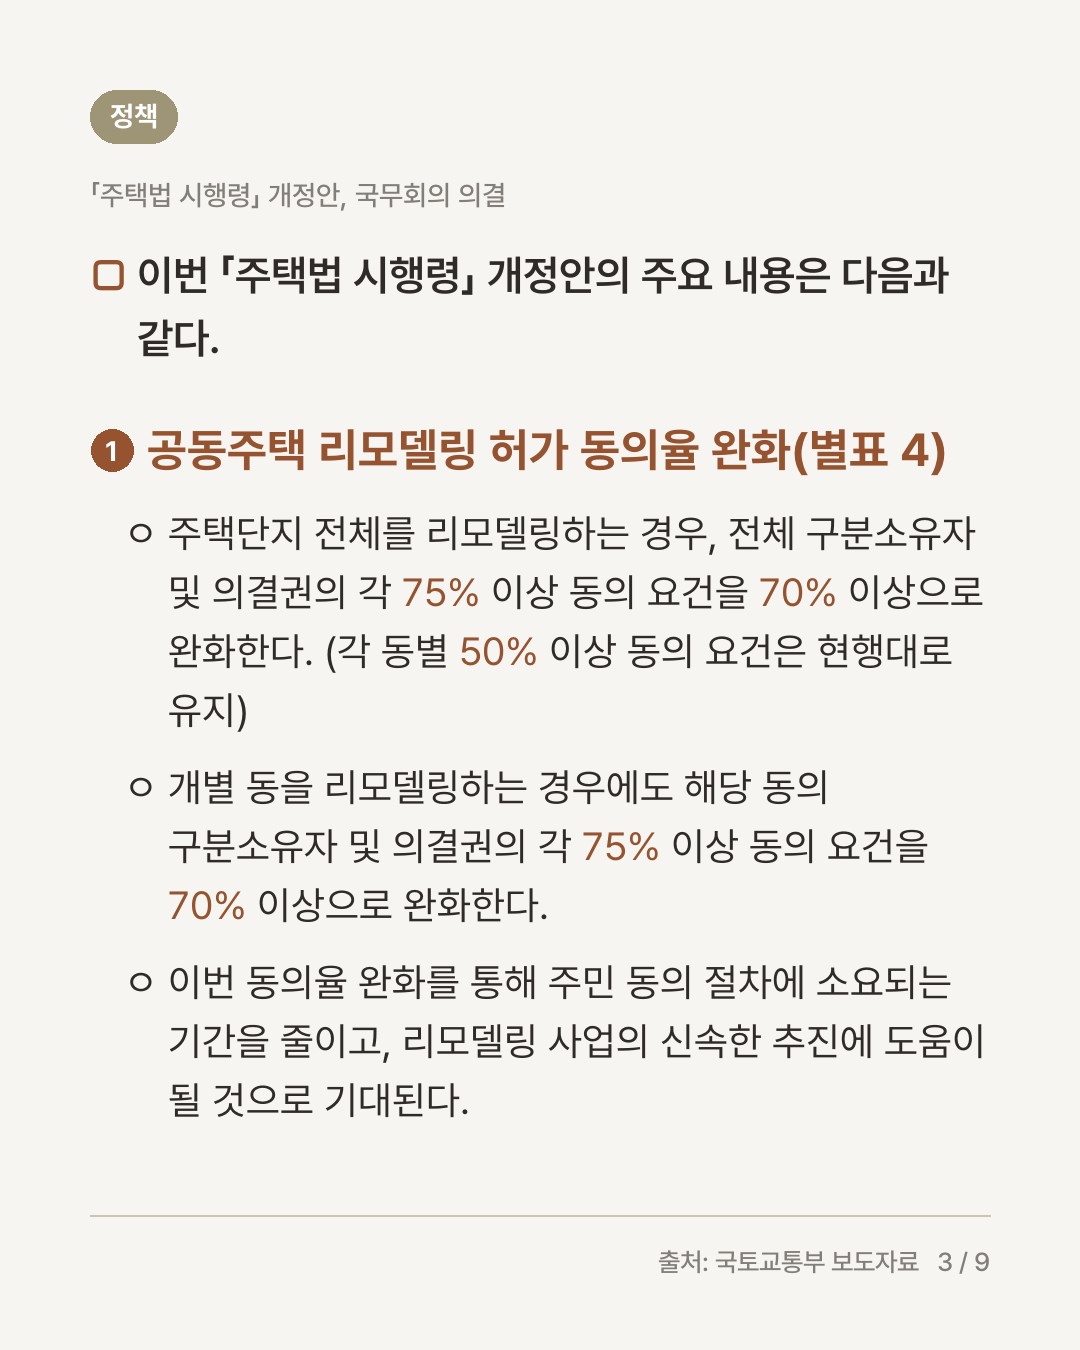 정책
「주택법 시행령」 개정안, 국무회의 의결
□ 이번 「주택법 시행령」 개정안의 주요 내용은 다음과
같다.
❶ 공동주택 리모델링 허가 동의율 완화(별표 4)
ㅇ 주택단지 전체를 리모델링하는 경우, 전체 구분소유자
및 의결권의 각 75% 이상 동의 요건을 70% 이상으로
완화한다. (각 동별 50% 이상 동의 요건은 현행대로
유지)
ㅇ 개별 동을 리모델링하는 경우에도 해당 동의
구분소유자 및 의결권의 각 75% 이상 동의 요건을
70% 이상으로 완화한다.
ㅇ 이번 동의율 완화를 통해 주민 동의 절차에 소요되는
기간을 줄이고, 리모델링 사업의 신속한 추진에 도움이
될 것으로 기대된다.
출처: 국토교통부 보도자료 3 / 9